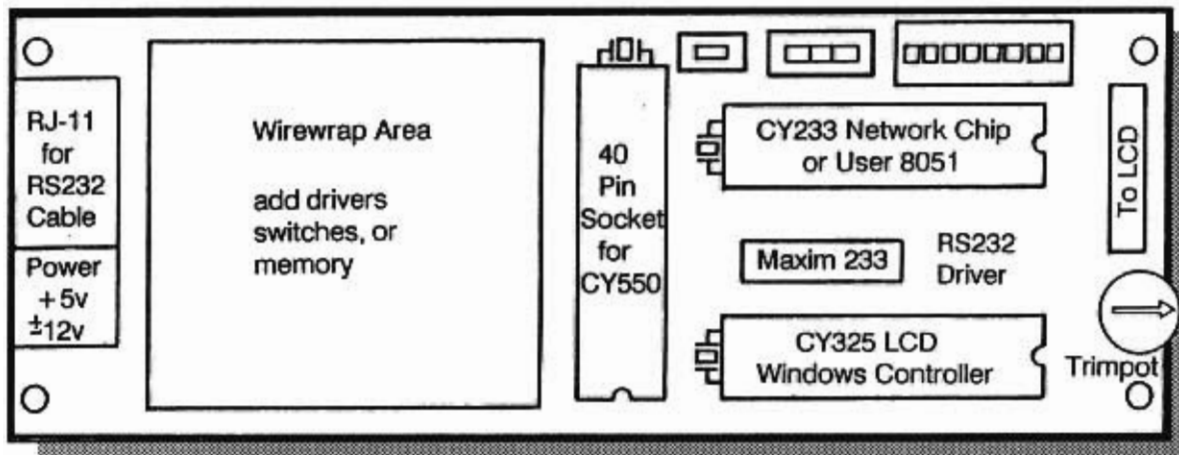 RJ-11
for
RS232
Cable
Power
+5v
±12v
Wirewrap Area
add drivers
switches, or
memory
40
Pin
Socket
for
CY550
CY233 Network Chip
or User 8051
Maxim 233
RS232
Driver
CY325 LCD
Windows Controller
To LCD
Trimpot